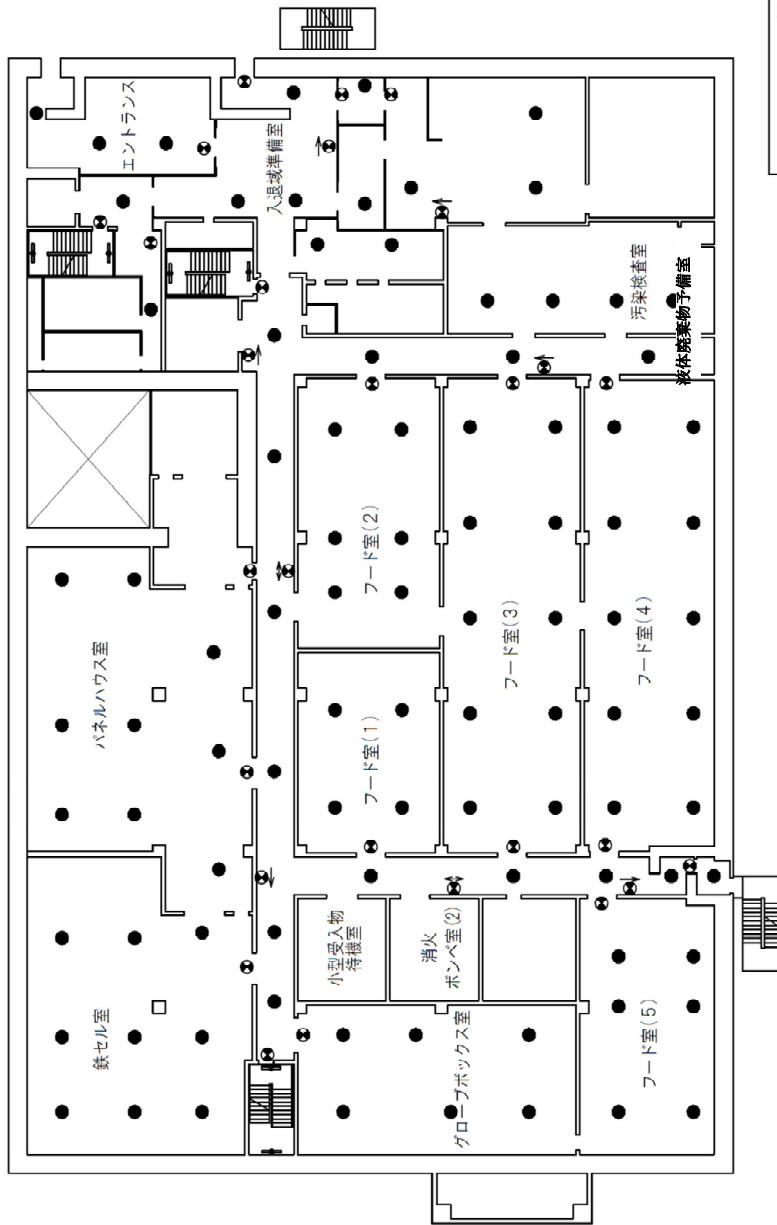 鉄セル室
パネルハウス室
エントランス
入退域準備室
小型受入物
待機室
消火
ボンベ室(2)
フード室(1)
フード室(2)
フード室(3)
フード室(4)
フード室(5)
グローブボックス室
汚染検査室
液体廃棄物予備室